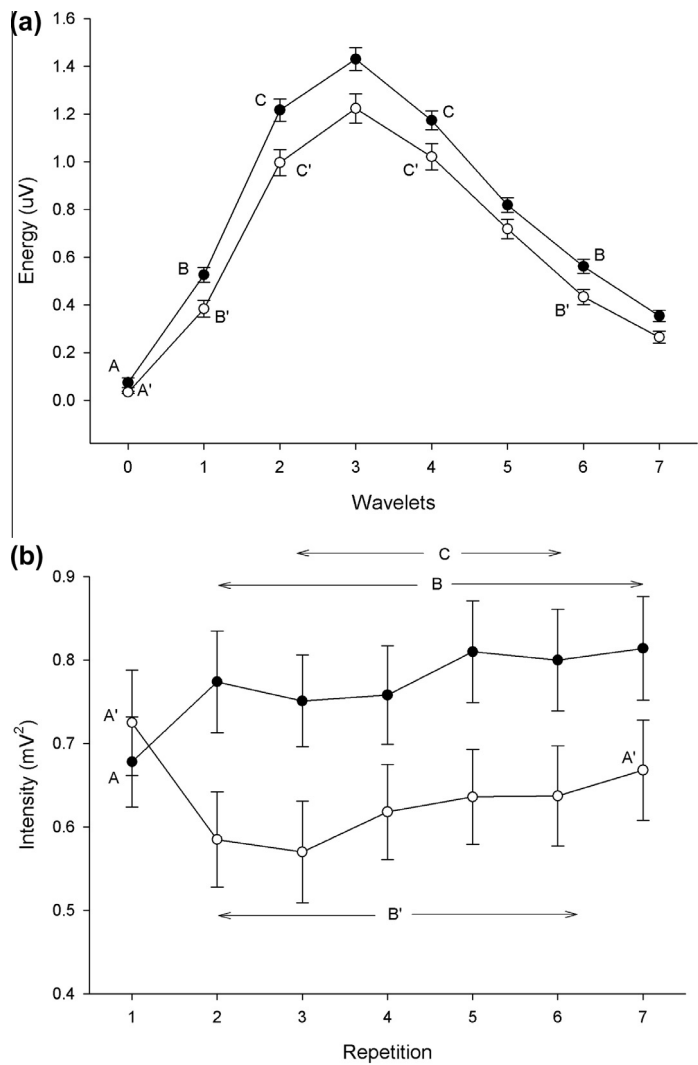 (a)
1.6
1.4
1.2
1.0
0.8
0.6
0.4
0.2
0.0
Energy (uV)
A
A'
B
B'
C
C'
C
C'
B
B'
0 1 2 3 4 5 6 7
Wavelets
(b)
C
B
0.9
0.8
0.7
0.6
0.5
0.4
Intensity (mV²)
A'
A
A'
B'
1 2 3 4 5 6 7
Repetition